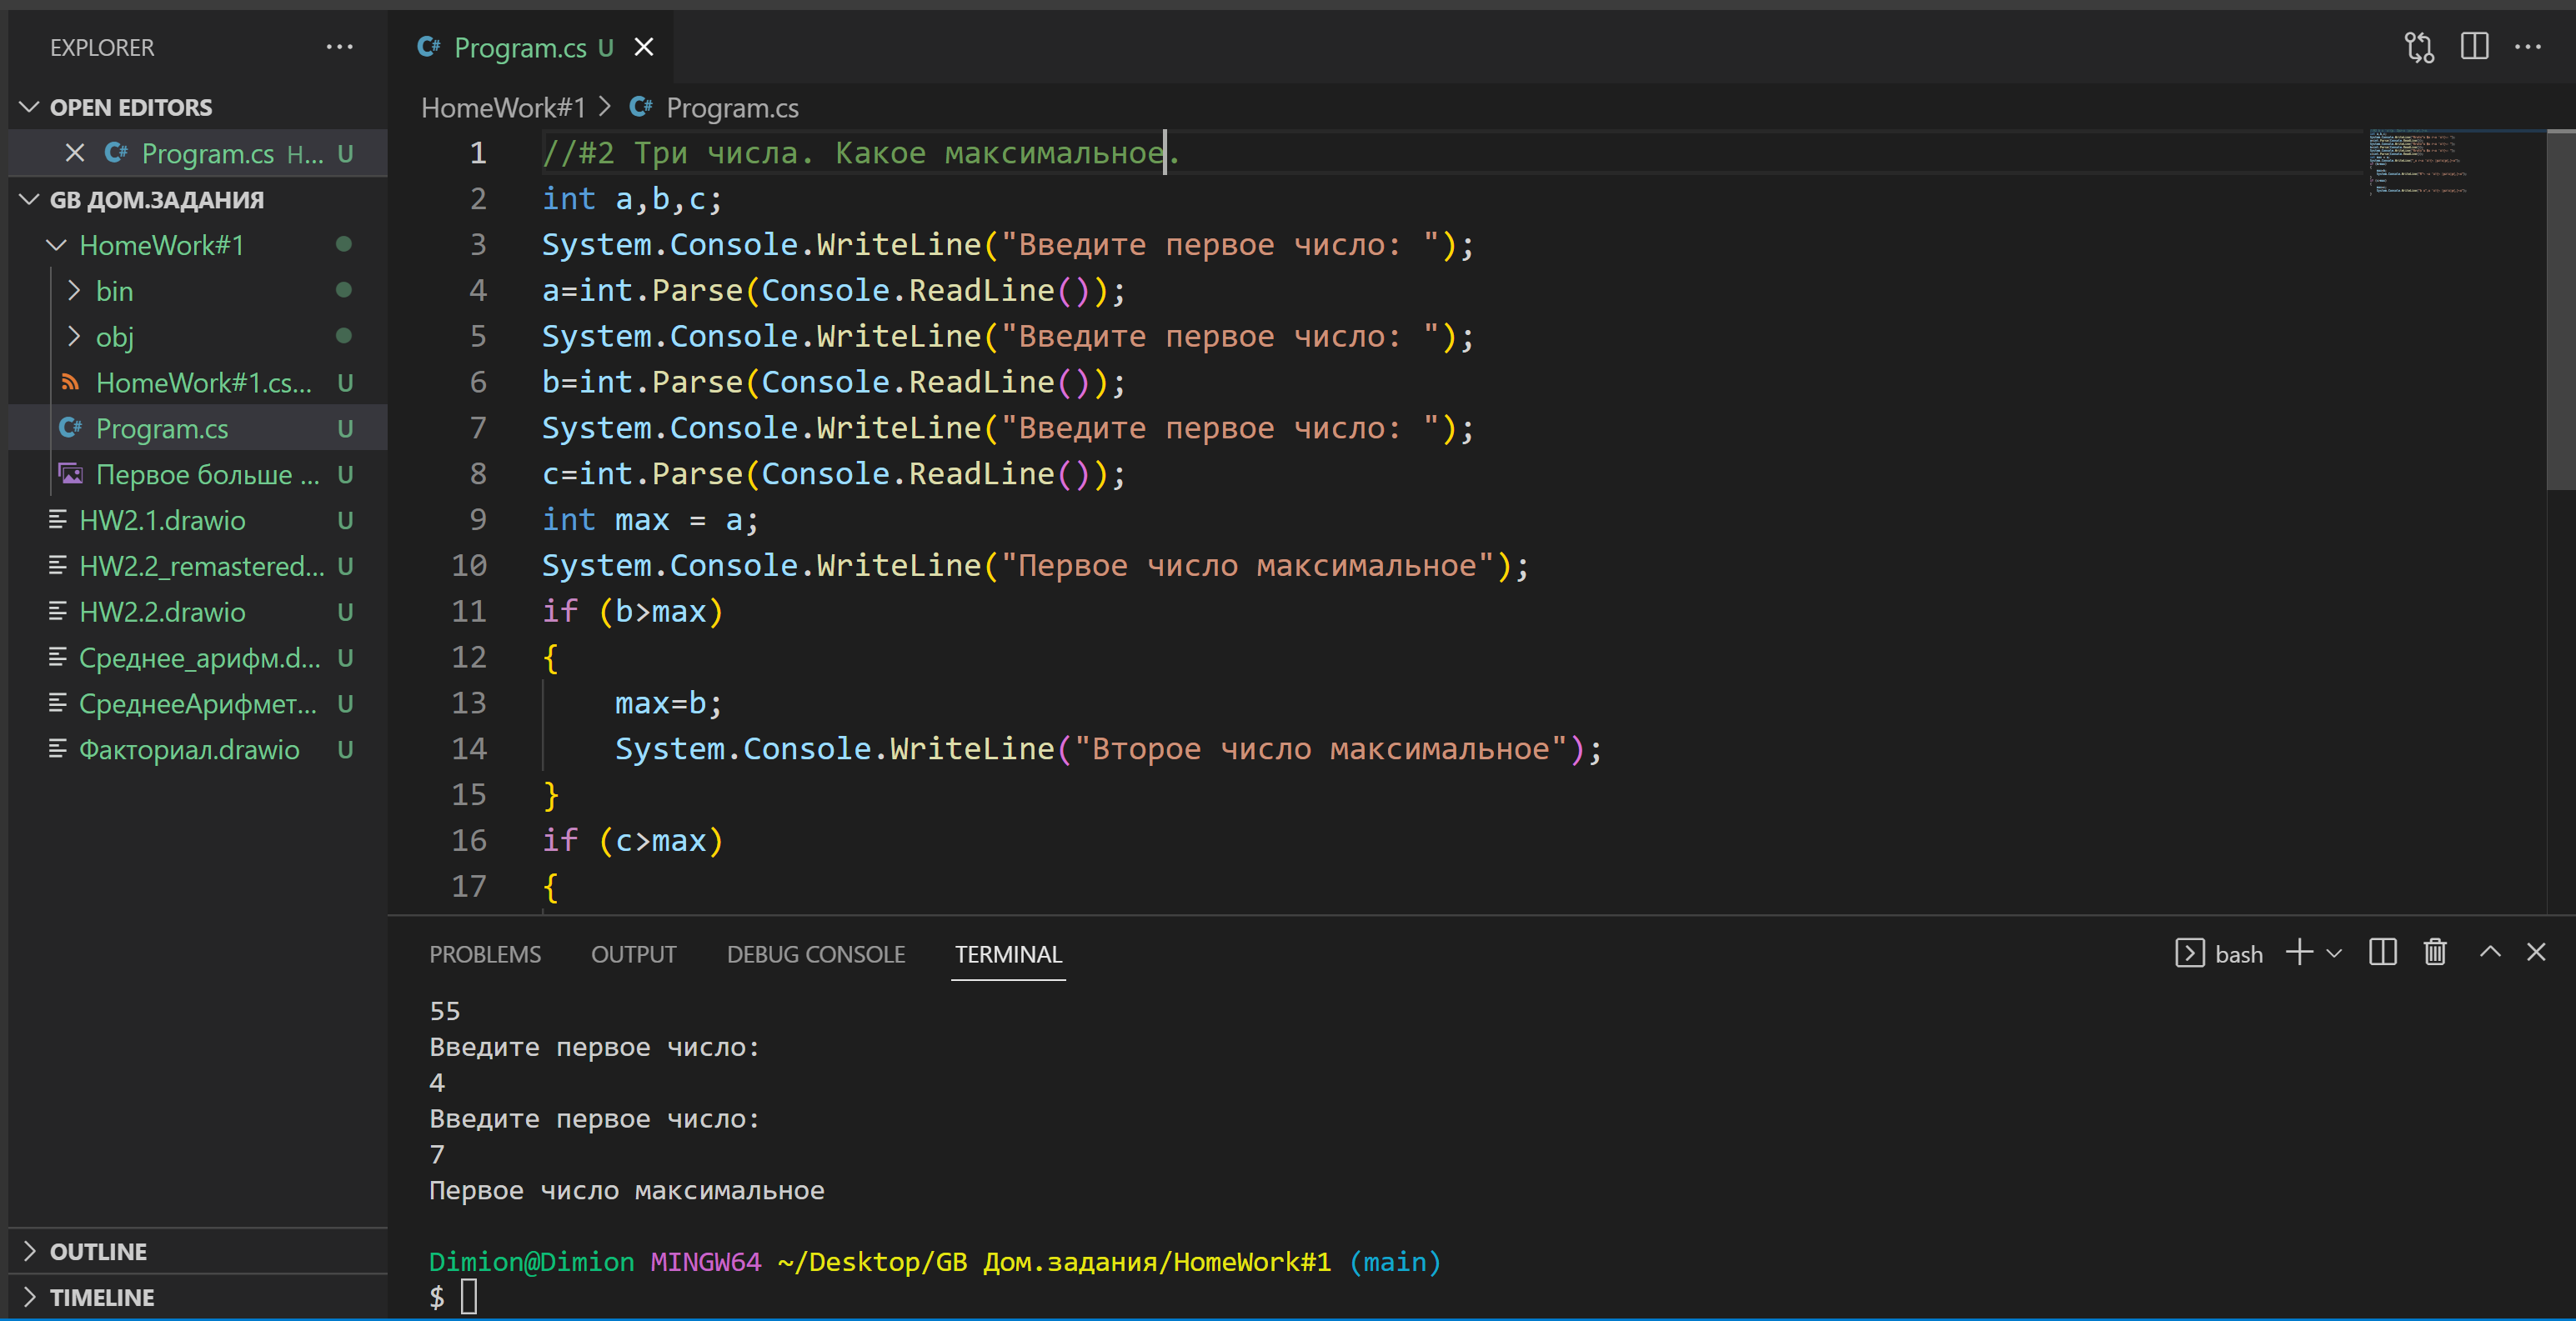 EXPLORER
OPEN EDITORS
Program.cs H... U
GB ДОМ.ЗАДАНИЯ
HomeWork#1
bin
obj
HomeWork#1.cs... U
Program.cs U
Первое больше ... U
HW2.1.drawio U
HW2.2_remastered... U
HW2.2.drawio U
Среднее_арифм.d... U
СреднееАрифмет... U
Факториал.drawio U
OUTLINE
TIMELINE
Program.cs U
HomeWork#1 > Program.cs
1 //#2 Три числа. Какое максимальное.
2 int a,b,c;
3 System.Console.WriteLine("Введите первое число: ");
4 a=int.Parse(Console.ReadLine());
5 System.Console.WriteLine("Введите первое число: ");
6 b=int.Parse(Console.ReadLine());
7 System.Console.WriteLine("Введите первое число: ");
8 c=int.Parse(Console.ReadLine());
9 int max = a;
10 System.Console.WriteLine("Первое число максимальное");
11 if (b>max)
12 {
13 max=b;
14 System.Console.WriteLine("Второе число максимальное");
15 }
16 if (c>max)
17 {
PROBLEMS OUTPUT DEBUG CONSOLE TERMINAL bash
55
Введите первое число:
4
Введите первое число:
7
Первое число максимальное
Dimion@Dimion MINGW64 ~/Desktop/GB Дом.задания/HomeWork#1 (main)
$